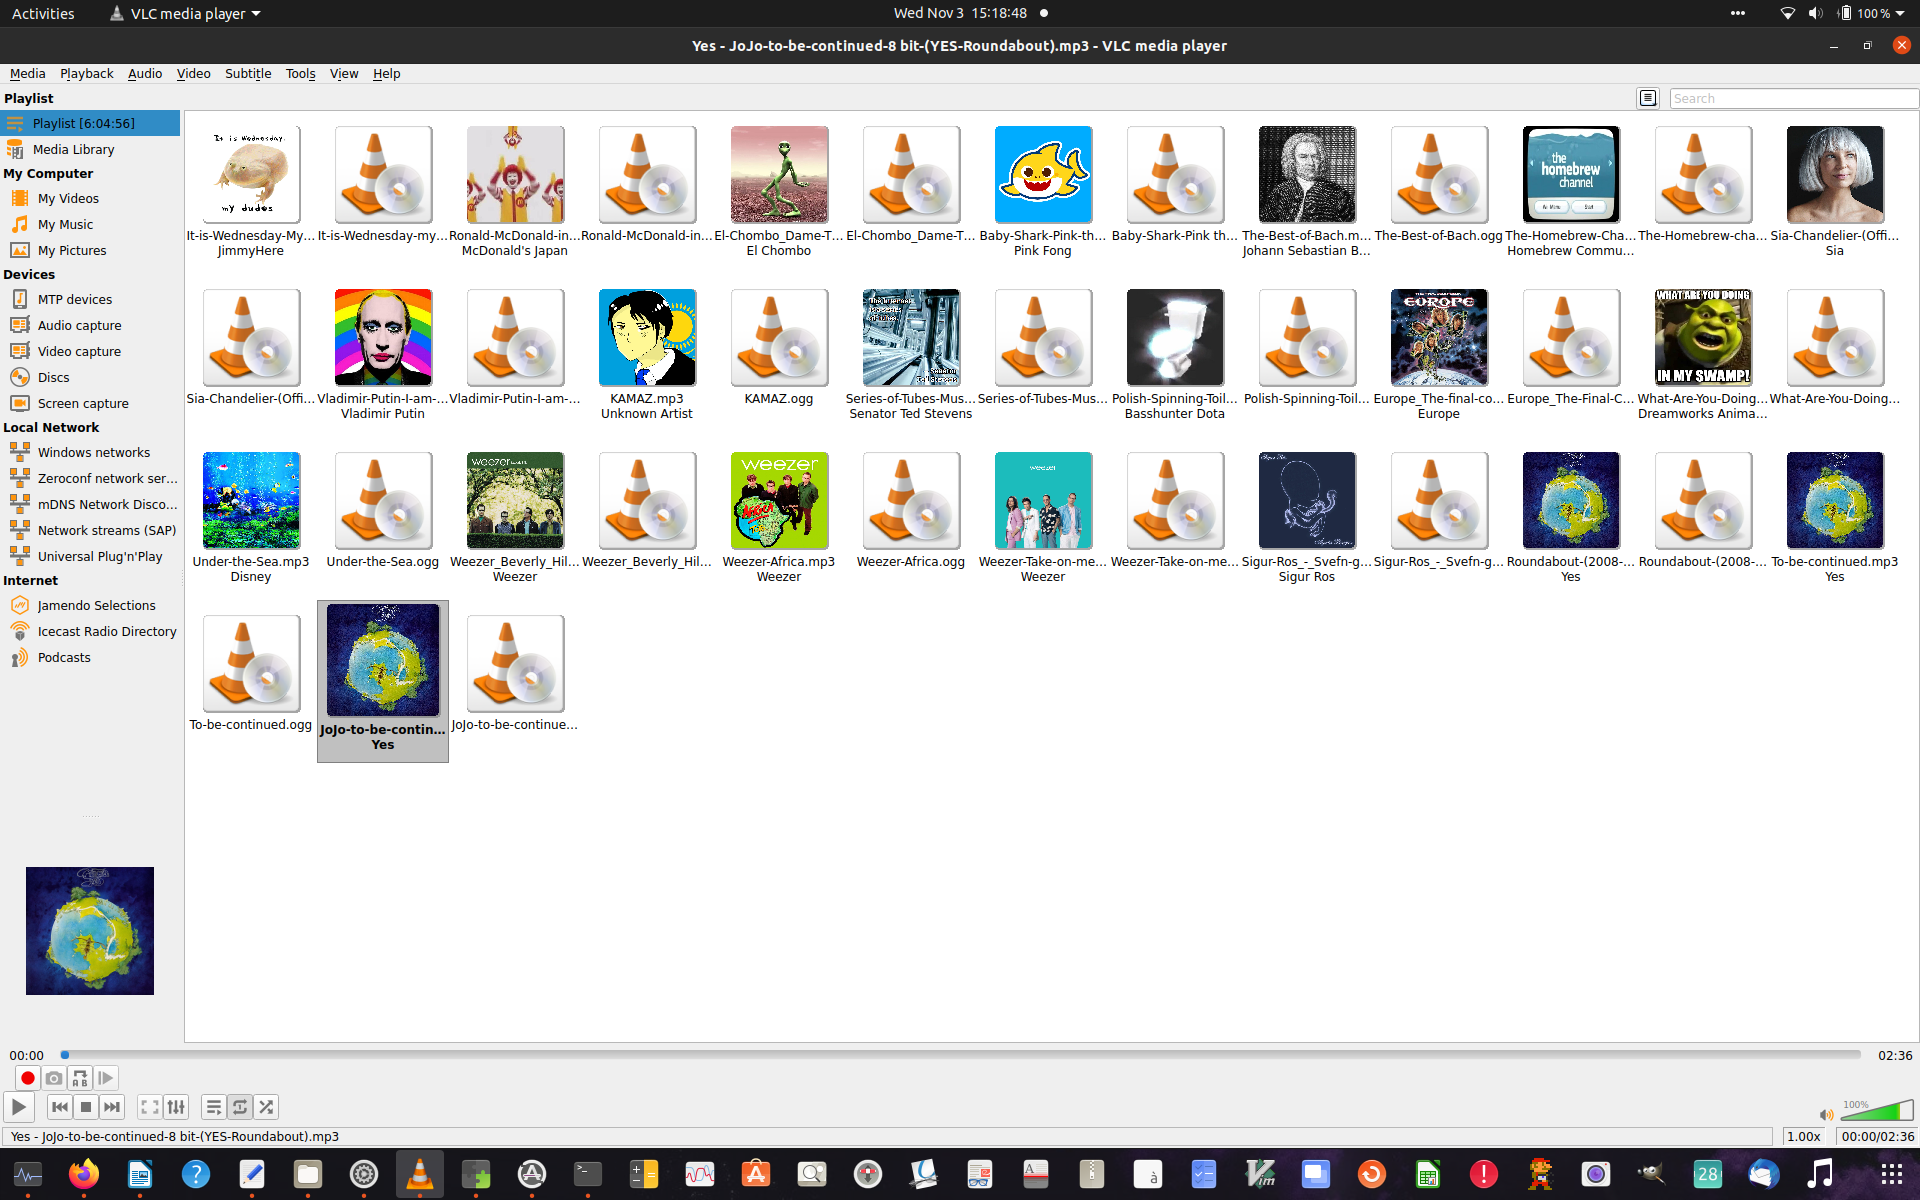 Activities
VLC media player
Wed Nov 3 15:18:48
100 %
Yes - JoJo-to-be-continued-8 bit-(YES-Roundabout).mp3 - VLC media player
Media Playback Audio Video Subtitle Tools View Help
Playlist
Search
Playlist [6:04:56]
Media Library
My Computer
My Videos
My Music
My Pictures
Devices
MTP devices
Audio capture
Video capture
Discs
Screen capture
Local Network
Windows networks
Zeroconf network ser...
mDNS Network Disco...
Network streams (SAP)
Universal Plug'n'Play
Internet
Jamendo Selections
Icecast Radio Directory
Podcasts
It is Wednesday,
my dudes
the
homebrew
channel
It-is-Wednesday-My... It-is-Wednesday-my... Ronald-McDonald-in... Ronald-McDonald-in... El-Chombo_Dame-T... El-Chombo_Dame-T... Baby-Shark-Pink-th... Baby-Shark-Pink th... The-Best-of-Bach.m... The-Best-of-Bach.ogg The-Homebrew-Cha... The-Homebrew-cha... Sia-Chandelier-(Offi...
JimmyHere McDonald's Japan El Chombo Pink Fong Johann Sebastian B... Homebrew Commu... Sia
EUROPE
WHAT ARE YOU DOING
IN MY SWAMP!
Sia-Chandelier-(Offi... Vladimir-Putin-I-am-... Vladimir-Putin-I-am-... KAMAZ.mp3 KAMAZ.ogg Series-of-Tubes-Mus... Series-of-Tubes-Mus... Polish-Spinning-Toil... Polish-Spinning-Toil... Europe_The-final-co... Europe_The-Final-C... What-Are-You-Doing... What-Are-You-Doing...
Vladimir Putin Unknown Artist Senator Ted Stevens Basshunter Dota Europe Dreamworks Anima...
weezer
weezer
AFRICA
weezer
Under-the-Sea.mp3 Under-the-Sea.ogg Weezer_Beverly_Hil... Weezer_Beverly_Hil... Weezer-Africa.mp3 Weezer-Africa.ogg Weezer-Take-on-me... Weezer-Take-on-me... Sigur-Ros_-_Svefn-g... Sigur-Ros_-_Svefn-g... Roundabout-(2008-... Roundabout-(2008-... To-be-continued.mp3
Disney Weezer Weezer Weezer Sigur Ros Yes Yes
To-be-continued.ogg JoJo-to-be-contin... JoJo-to-be-continue...
Yes
00:00
02:36
A B
100%
Yes - JoJo-to-be-continued-8 bit-(YES-Roundabout).mp3
1.00x
00:00/02:36
28